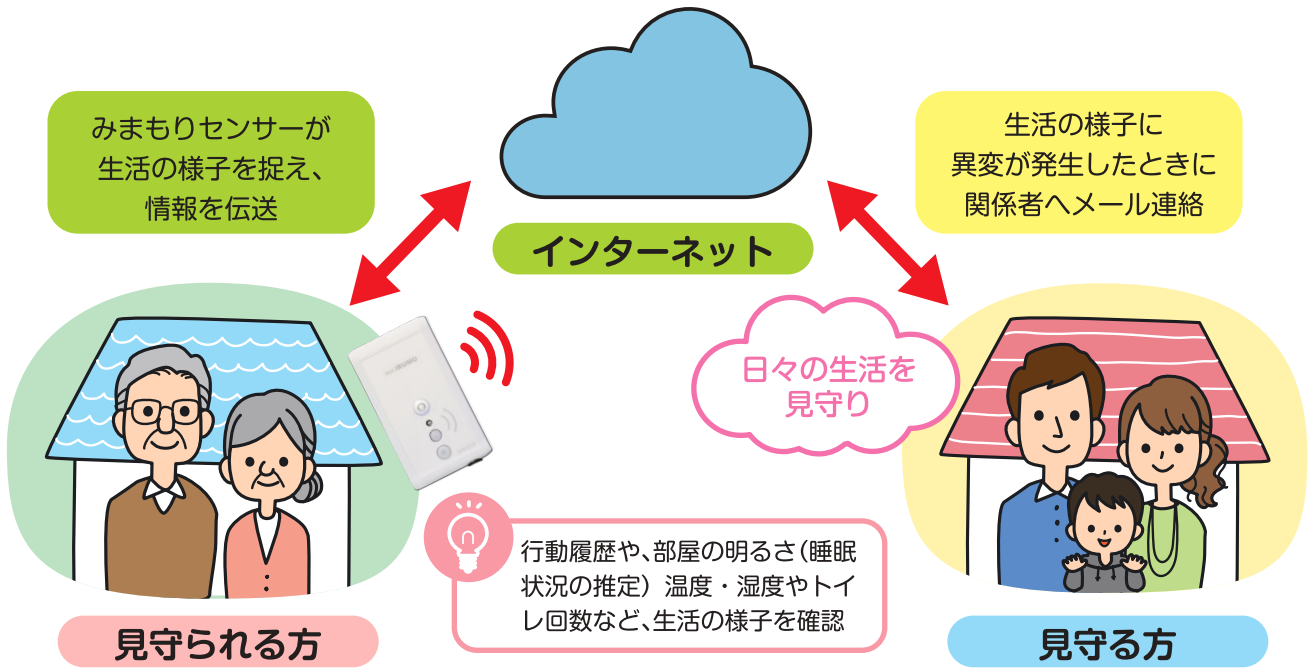 みまもりセンサーが
生活の様子を捉え、
情報を伝送
インターネット
生活の様子に
異変が発生したときに
関係者へメール連絡
日々の生活を
見守り
行動履歴や、部屋の明るさ(睡眠
状況の推定) 温度・湿度やトイ
レ回数など、生活の様子を確認
見守られる方
見守る方